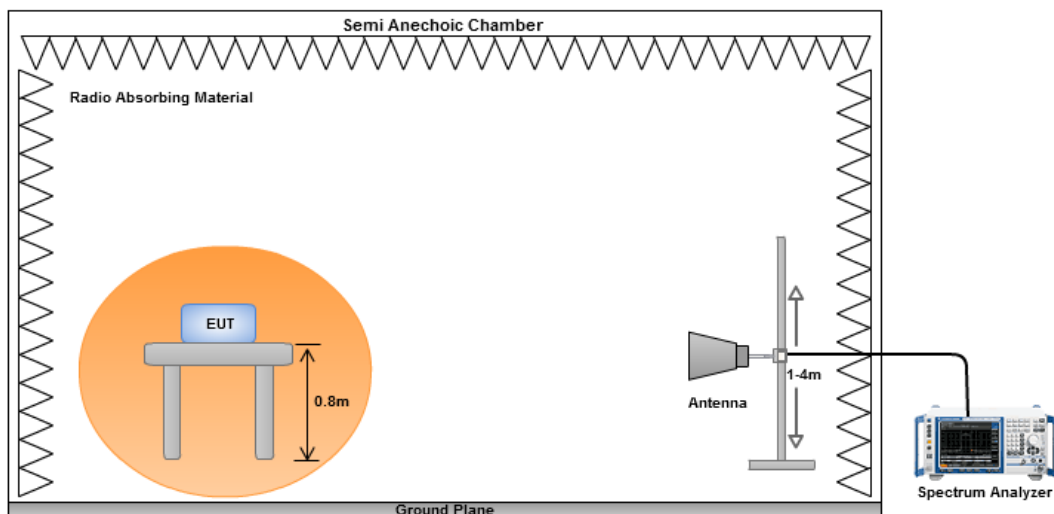 Semi Anechoic Chamber
Radio Absorbing Material
EUT
0.8m
1-4m
Antenna
Spectrum Analyzer
Ground Plane